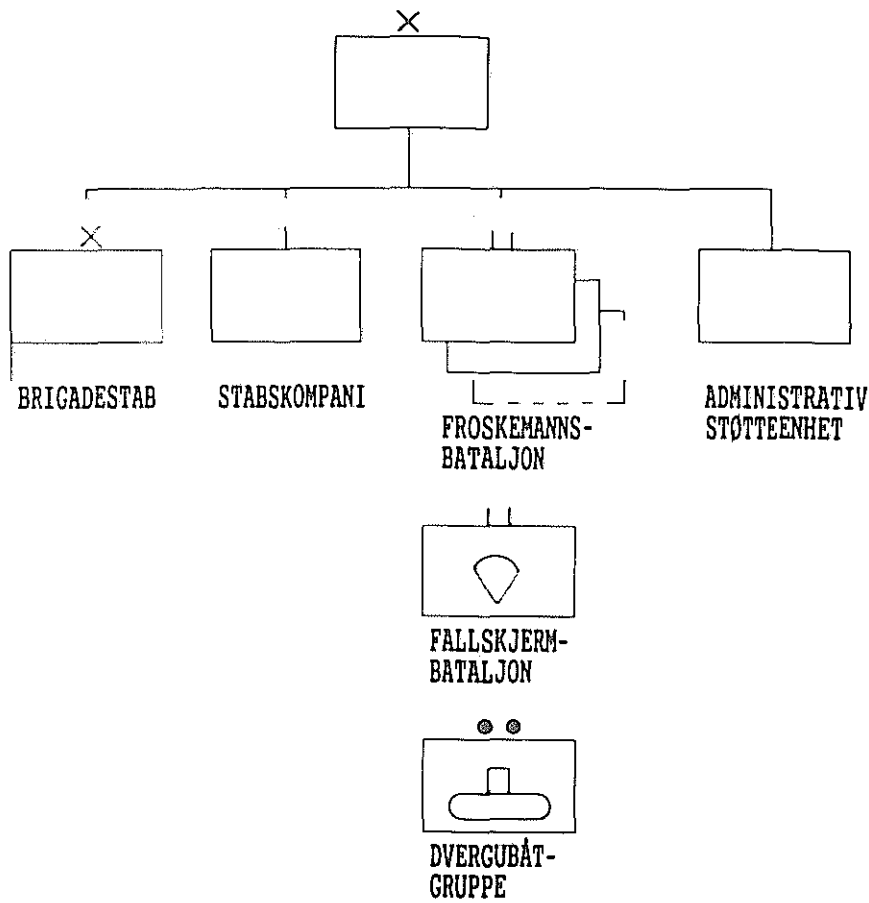 BRIGADESTAB
STABSKOMPANI
FROSKEMANNS-
BATALJON
ADMINISTRATIV
STØTTEENHET
FALLSKJERM-
BATALJON
DVERGUBÅT-
GRUPPE